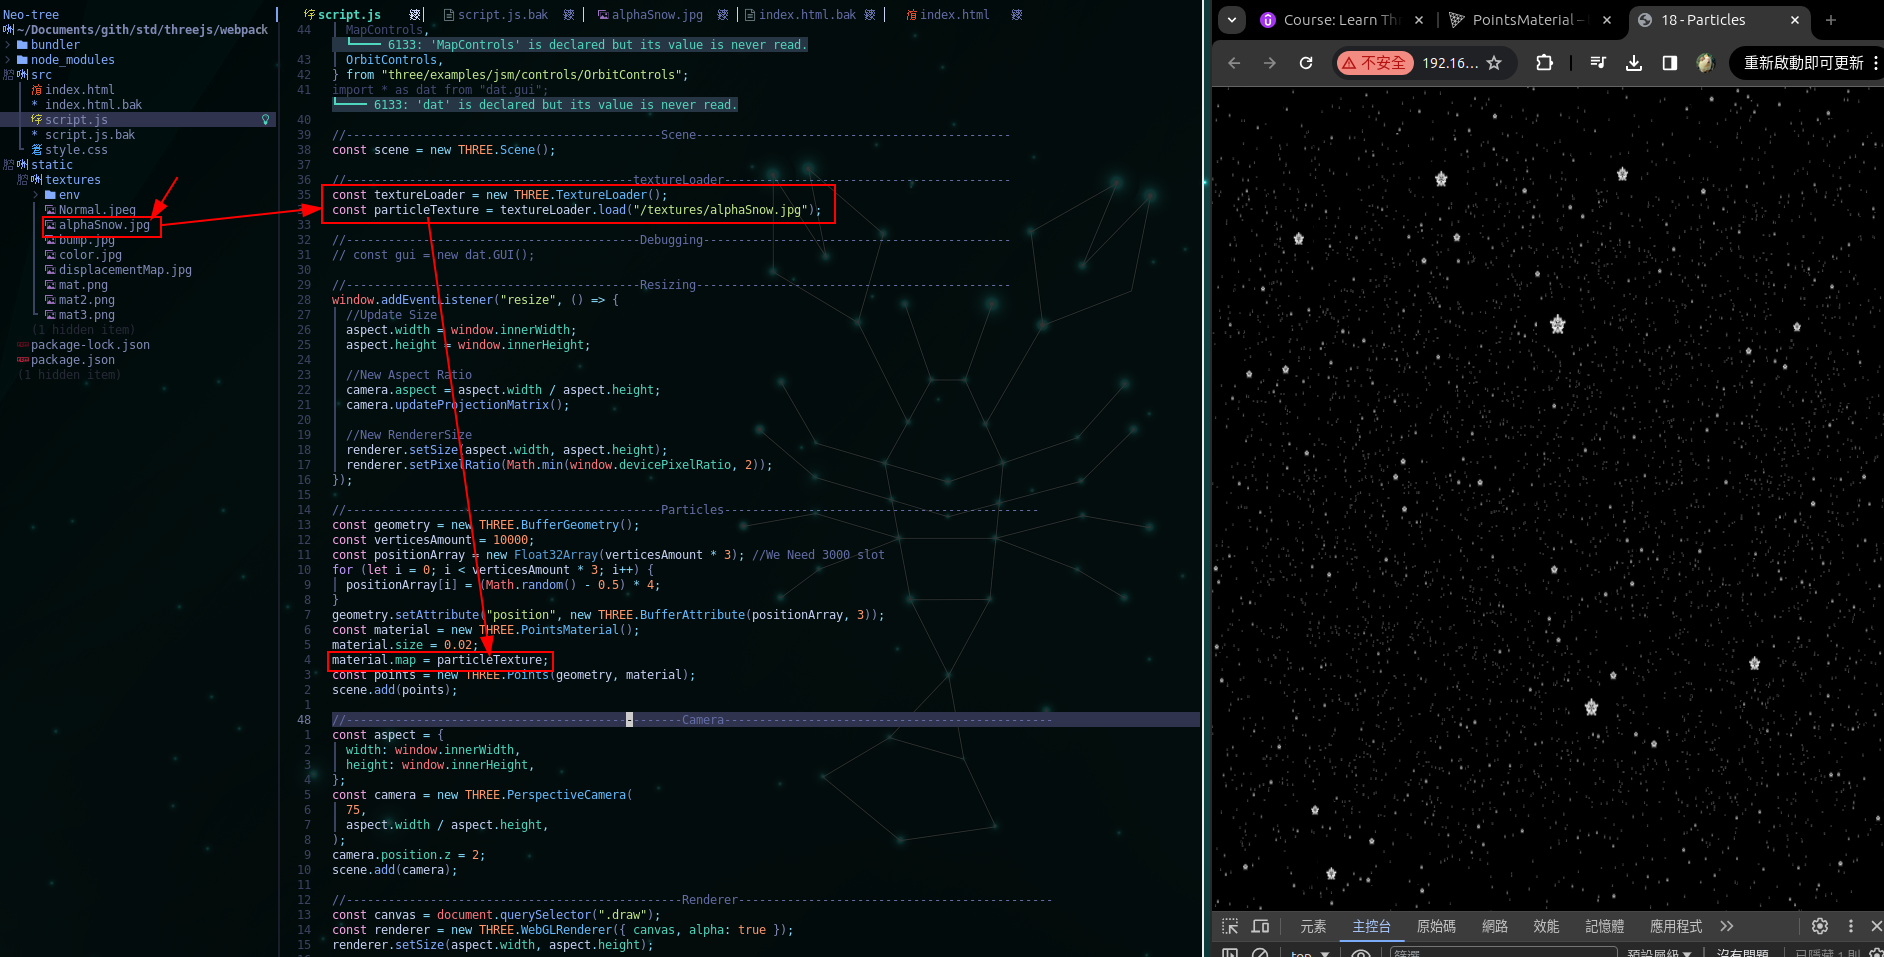 Neo-tree
~/Documents/gith/std/threejs/webpack
bundler
node_modules
src
index.html
index.html.bak
script.js
script.js.bak
style.css
static
textures
env
Normal.jpeg
alphaSnow.jpg
bump.jpg
color.jpg
displacementMap.jpg
mat.png
mat2.png
mat3.png
(1 hidden item)
package-lock.json
package.json
(1 hidden item)
script.js script.js.bak alphaSnow.jpg index.html.bak index.html
44 MapControls,
6133: 'MapControls' is declared but its value is never read.
43 OrbitControls,
42 } from "three/examples/jsm/controls/OrbitControls";
41 import * as dat from "dat.gui";
6133: 'dat' is declared but its value is never read.
40
39 //---------------------------------------------Scene---------------------------------------------
38 const scene = new THREE.Scene();
37
36 //-----------------------------------------textureLoader-----------------------------------------
35 const textureLoader = new THREE.TextureLoader();
const particleTexture = textureLoader.load("/textures/alphaSnow.jpg");
33
32 //------------------------------------------Debugging--------------------------------------------
31 // const gui = new dat.GUI();
30
29 //------------------------------------------Resizing---------------------------------------------
28 window.addEventListener("resize", () => {
27 //Update Size
26 aspect.width = window.innerWidth;
25 aspect.height = window.innerHeight;
24
23 //New Aspect Ratio
22 camera.aspect = aspect.width / aspect.height;
21 camera.updateProjectionMatrix();
20
19 //New RendererSize
18 renderer.setSize(aspect.width, aspect.height);
17 renderer.setPixelRatio(Math.min(window.devicePixelRatio, 2));
16 });
15
14 //---------------------------------------------Particles---------------------------------------------
13 const geometry = new THREE.BufferGeometry();
12 const verticesAmount = 10000;
11 const positionArray = new Float32Array(verticesAmount * 3); //We Need 3000 slot
10 for (let i = 0; i < verticesAmount * 3; i++) {
9 positionArray[i] = (Math.random() - 0.5) * 4;
8 }
7 geometry.setAttribute("position", new THREE.BufferAttribute(positionArray, 3));
6 const material = new THREE.PointsMaterial();
5 material.size = 0.02;
4 material.map = particleTexture;
3 const points = new THREE.Points(geometry, material);
2 scene.add(points);
1
48 //------------------------------------------------Camera-----------------------------------------------
1 const aspect = {
2 width: window.innerWidth,
3 height: window.innerHeight,
4 };
5 const camera = new THREE.PerspectiveCamera(
6 75,
7 aspect.width / aspect.height,
8 );
9 camera.position.z = 2;
10 scene.add(camera);
11
12 //------------------------------------------------Renderer---------------------------------------------
13 const canvas = document.querySelector(".draw");
14 const renderer = new THREE.WebGLRenderer({ canvas, alpha: true });
15 renderer.setSize(aspect.width, aspect.height);
Course: Learn Th PointsMaterial – 18 - Particles
不安全 192.16… 重新啟動即可更新
元素 主控台 原始碼 網路 效能 記憶體 應用程式
top 篩選 預設層級 沒有問題 已隱藏 1 則